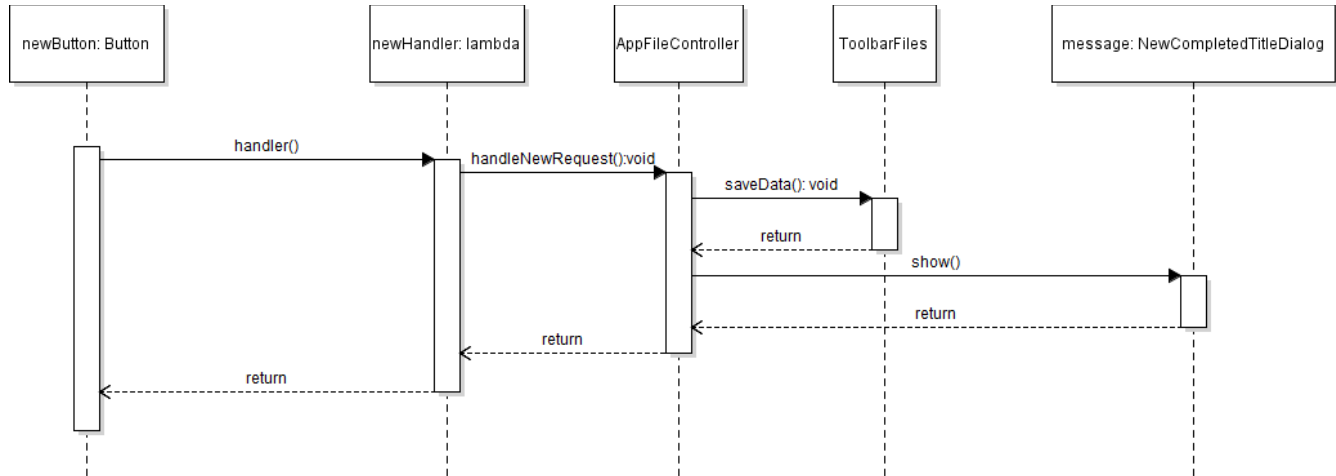 newButton: Button
newHandler: lambda
AppFileController
ToolbarFiles
message: NewCompletedTitleDialog
handler()
handleNewRequest():void
saveData(): void
return
show()
return
return
return